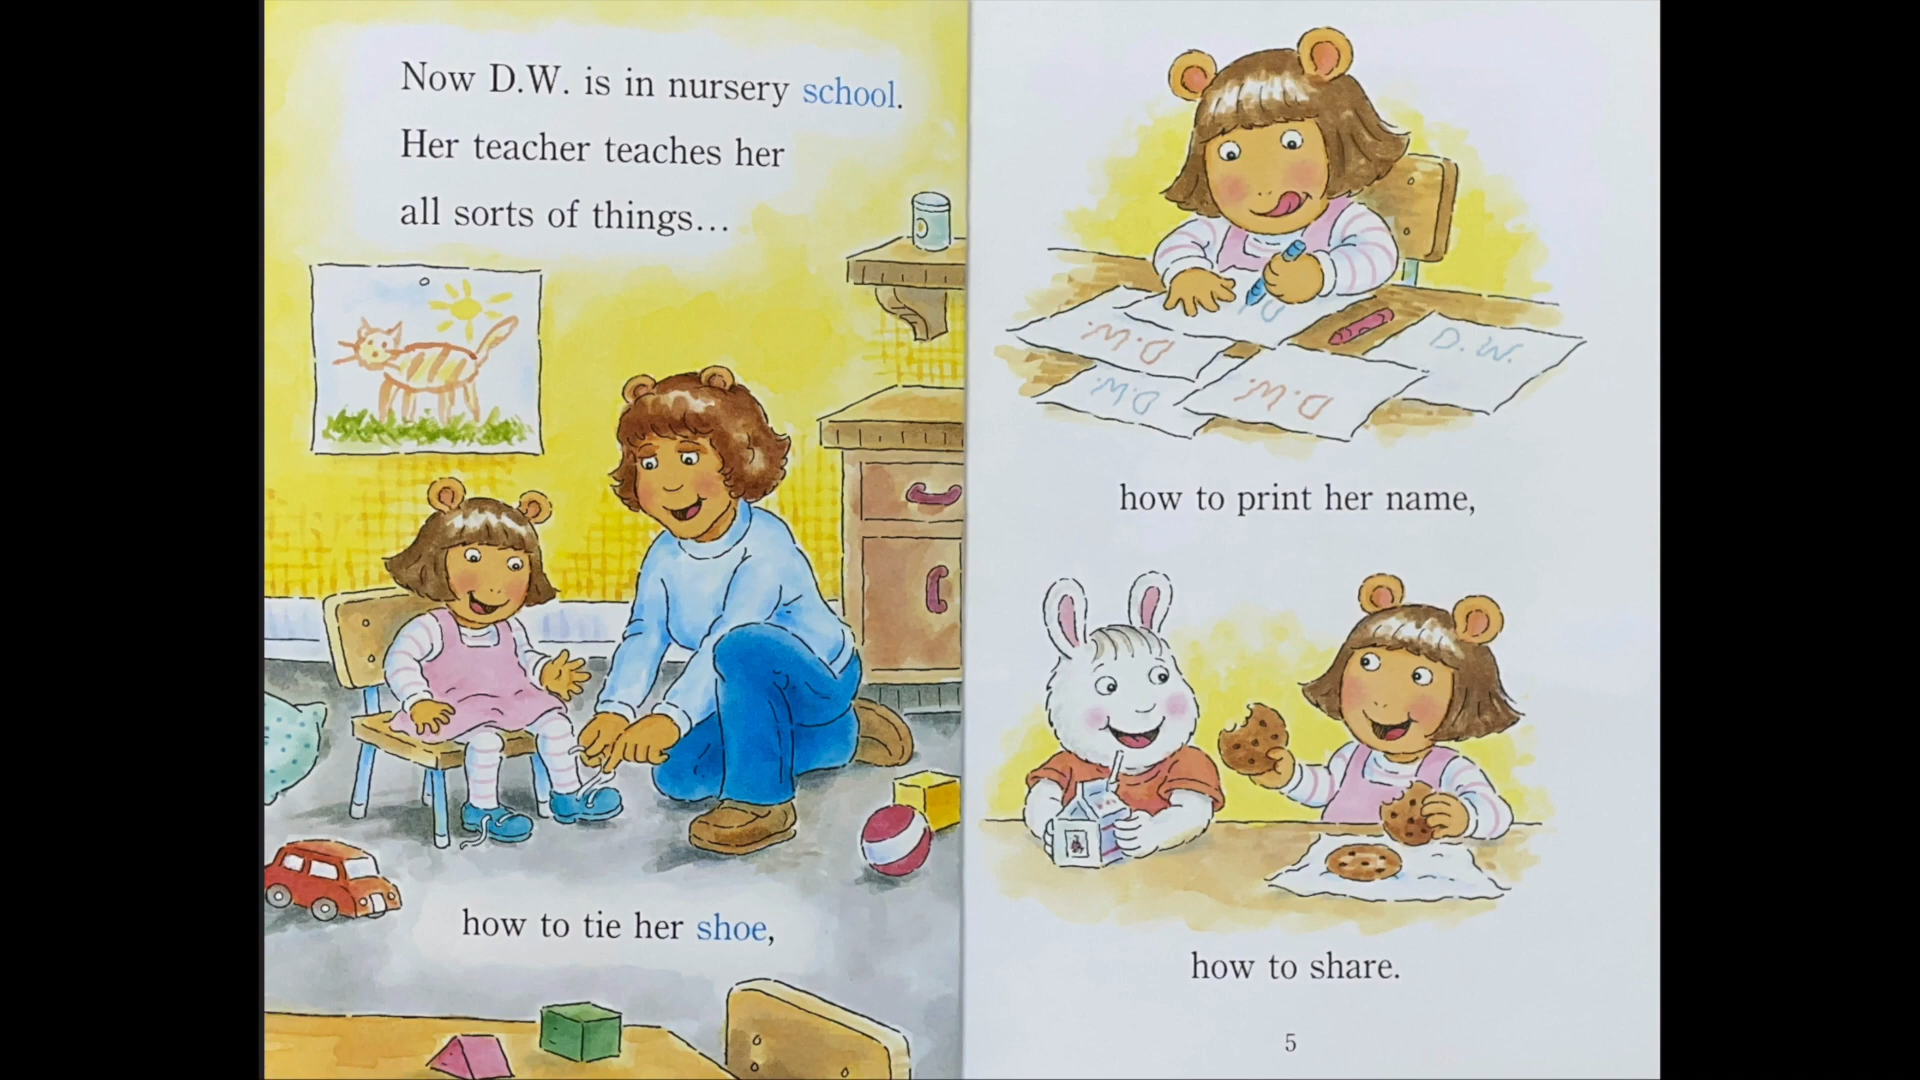 Now D.W. is in nursery school.
Her teacher teaches her
all sorts of things...
how to tie her shoe,
D
D.W.
D.W.
D.W.
D.W.
how to print her name,
how to share.
5